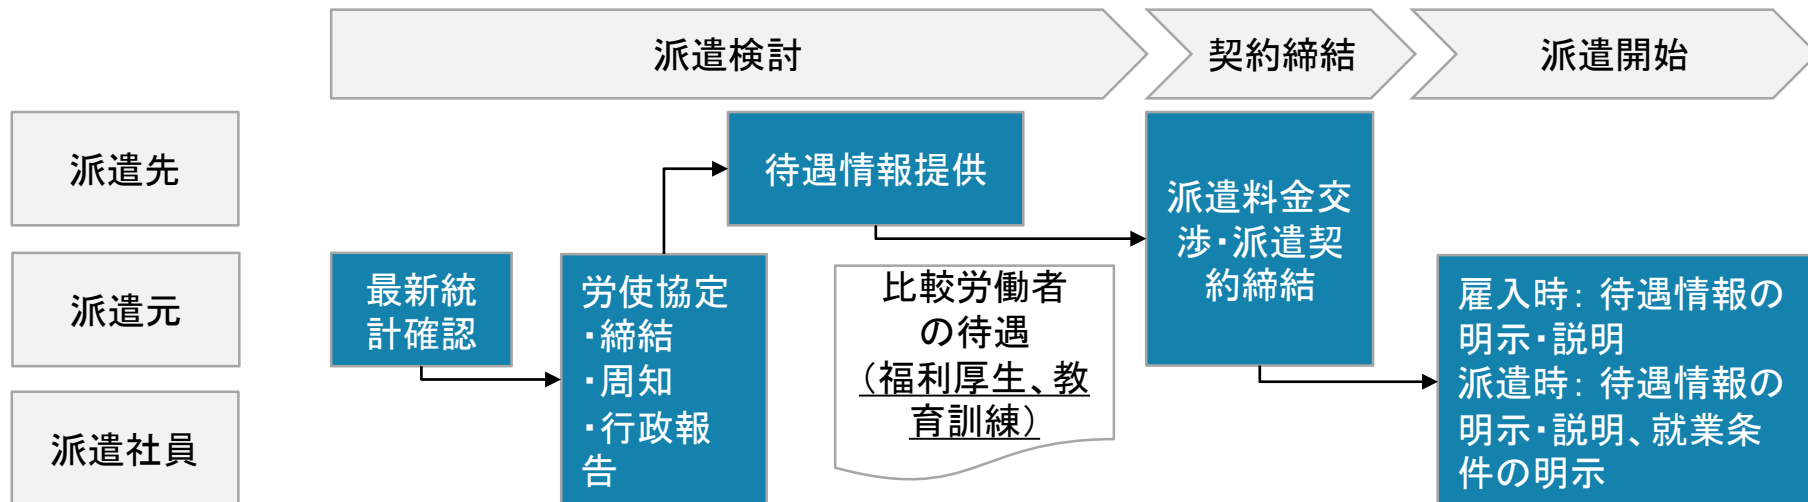 派遣検討
契約締結
派遣開始
派遣先
待遇情報提供
派遣料金交
渉・派遣契
約締結
派遣元
最新統
計確認
労使協定
・締結
・周知
・行政報
告
比較労働者
の待遇
（福利厚生、教
育訓練）
雇入時：待遇情報の
明示・説明
派遣時：待遇情報の
明示・説明、就業条
件の明示
派遣社員